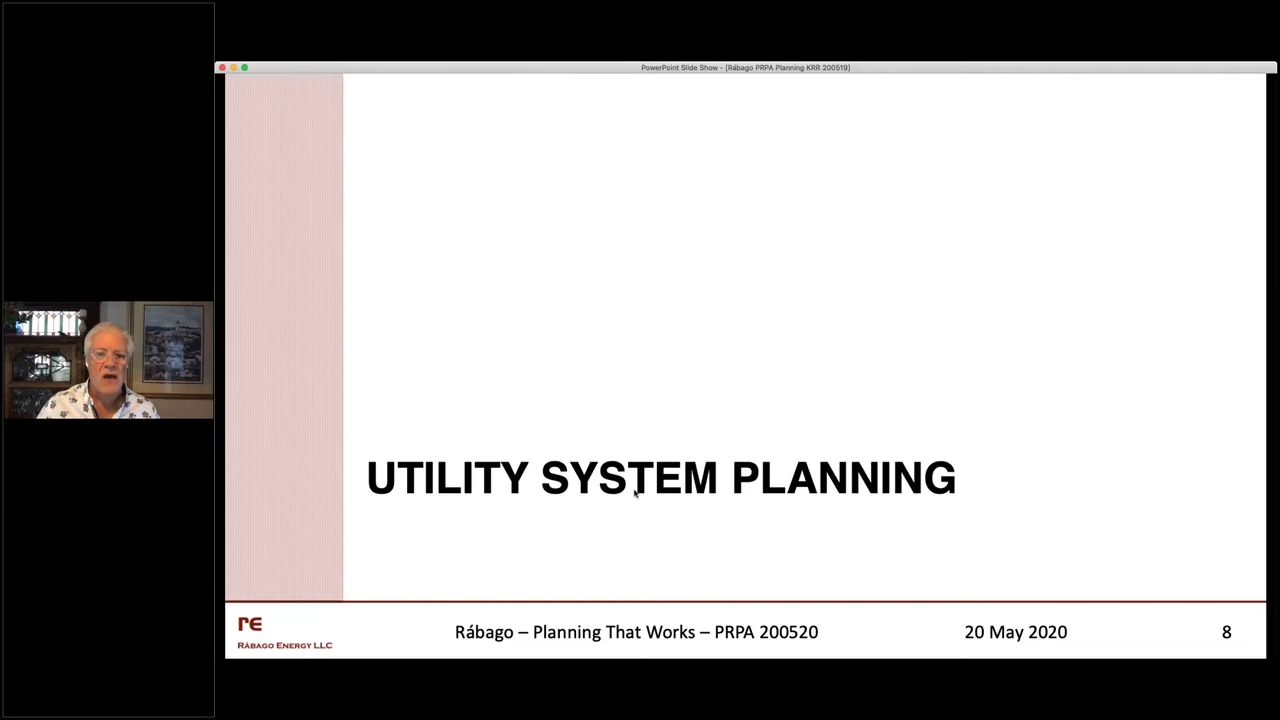 PowerPoint Slide Show - [Rábago PRPA Planning KRR 200519]
UTILITY SYSTEM PLANNING
re
RÁBAGO ENERGY LLC
Rábago – Planning That Works – PRPA 200520
20 May 2020
8